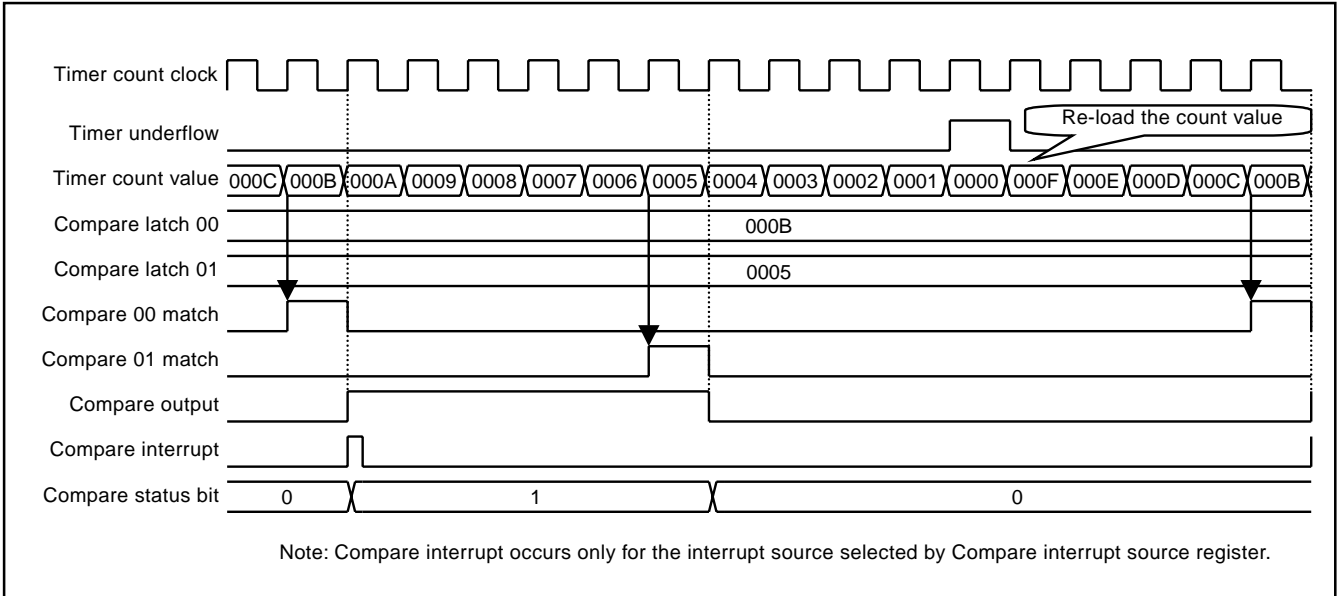 Timer count clock
Timer underflow
Re-load the count value
Timer count value 000C 000B 000A 0009 0008 0007 0006 0005 0004 0003 0002 0001 0000 000F 000E 000D 000C 000B
Compare latch 00 000B
Compare latch 01 0005
Compare 00 match
Compare 01 match
Compare output
Compare interrupt
Compare status bit 0 1 0
Note: Compare interrupt occurs only for the interrupt source selected by Compare interrupt source register.